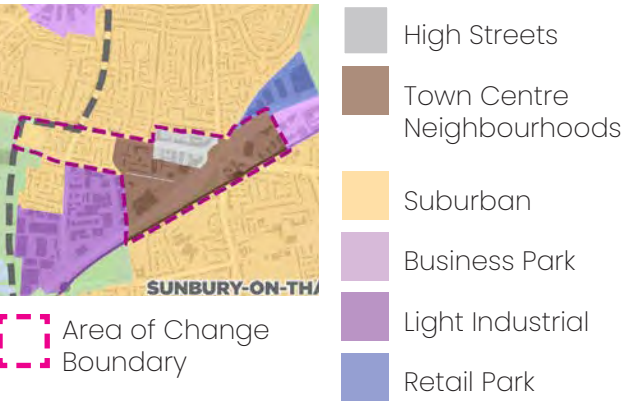 SUNBURY-ON-THA
Area of Change
Boundary
High Streets
Town Centre
Neighbourhoods
Suburban
Business Park
Light Industrial
Retail Park